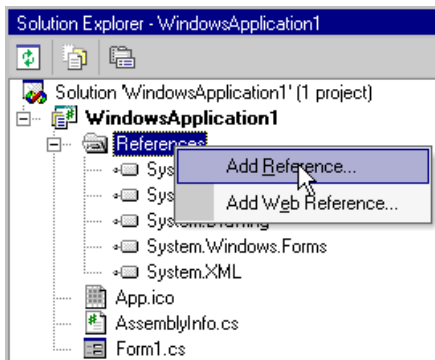 Solution Explorer - WindowsApplication1
Solution 'WindowsApplication1' (1 project)
WindowsApplication1
References
Add Reference...
Add Web Reference...
System.Windows.Forms
System.XML
App.ico
AssemblyInfo.cs
Form1.cs